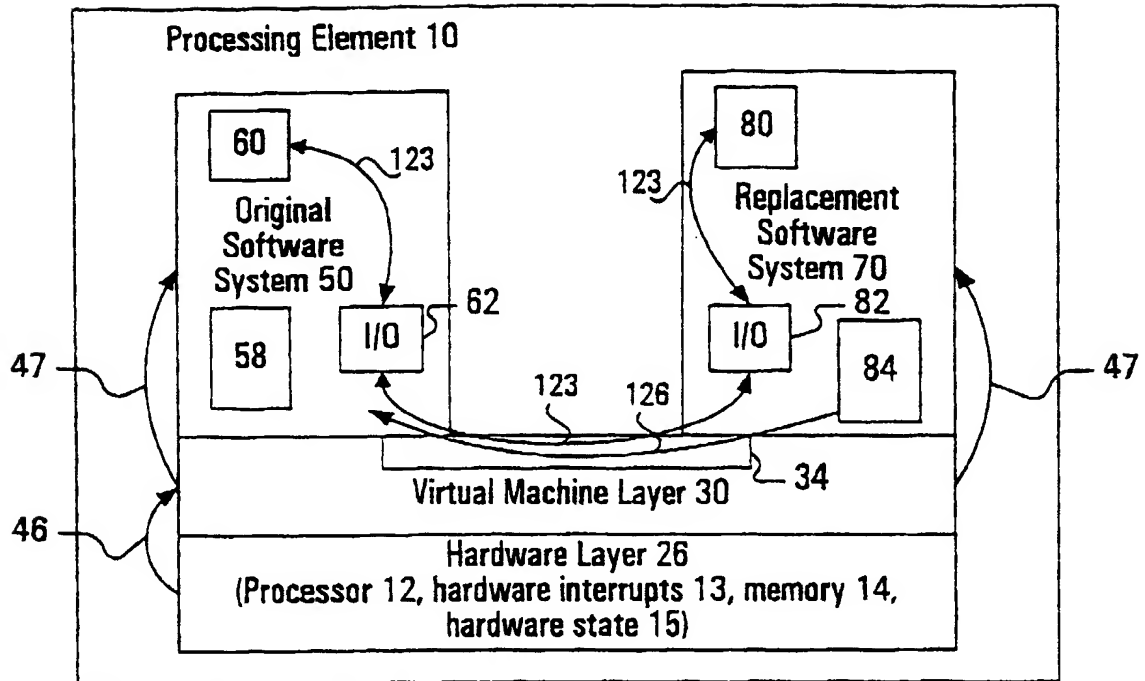 Processing Element 10
60
123
Original
Software
System 50
62
I/O
58
47
80
123
Replacement
Software
System 70
82
I/O
84
47
123
126
34
Virtual Machine Layer 30
46
Hardware Layer 26
(Processor 12, hardware interrupts 13, memory 14,
hardware state 15)